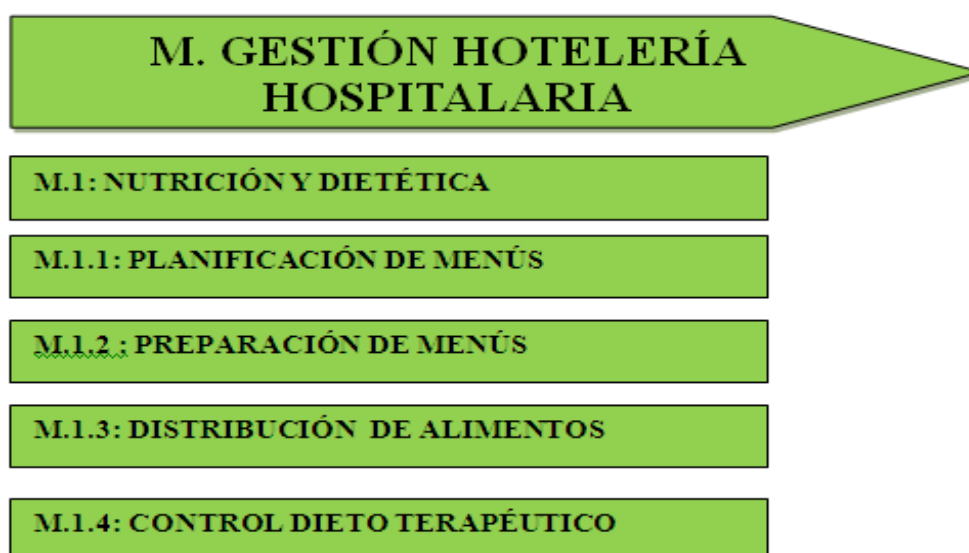 M. GESTIÓN HOTELERÍA
HOSPITALARIA
M.1: NUTRICIÓN Y DIETÉTICA
M.1.1: PLANIFICACIÓN DE MENÚS
M.1.2 : PREPARACIÓN DE MENÚS
M.1.3: DISTRIBUCIÓN DE ALIMENTOS
M.1.4: CONTROL DIETO TERAPÉUTICO